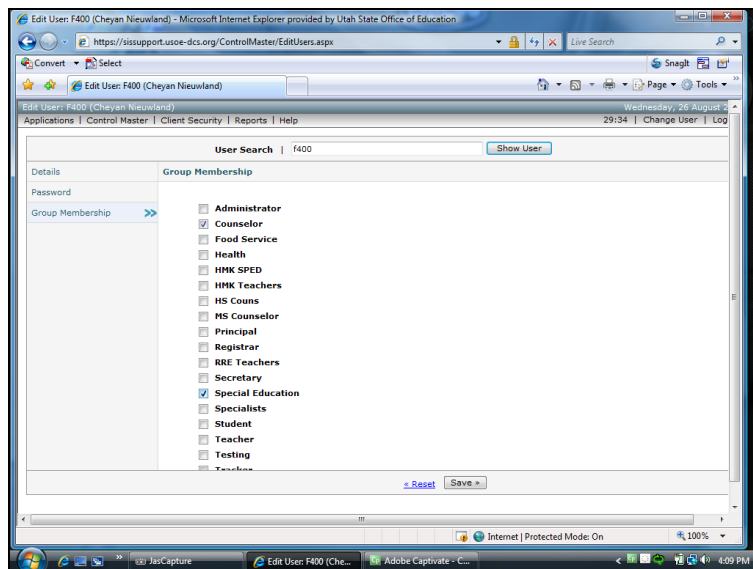 Edit User: F400 (Cheyan Nieuwland) - Microsoft Internet Explorer provided by Utah State Office of Education
https://sissupport.usoe-dcs.org/ControlMaster/EditUsers.aspx
Live Search
Convert
Select
SnagIt
Edit User: F400 (Cheyan Nieuwland)
Page
Tools
Edit User: F400 (Cheyan Nieuwland)
Wednesday, 26 August 2
Applications | Control Master | Client Security | Reports | Help
29:34 | Change User | Log
User Search | f400
Show User
Details
Group Membership
Password
Group Membership
Administrator
Counselor
Food Service
Health
HMK SPED
HMK Teachers
HS Couns
MS Counselor
Principal
Registrar
RRE Teachers
Secretary
Special Education
Specialists
Student
Teacher
Testing
Tracker
« Reset
Save »
Internet | Protected Mode: On
100%
JasCapture
Edit User: F400 (Che...
Adobe Captivate - C...
4:09 PM